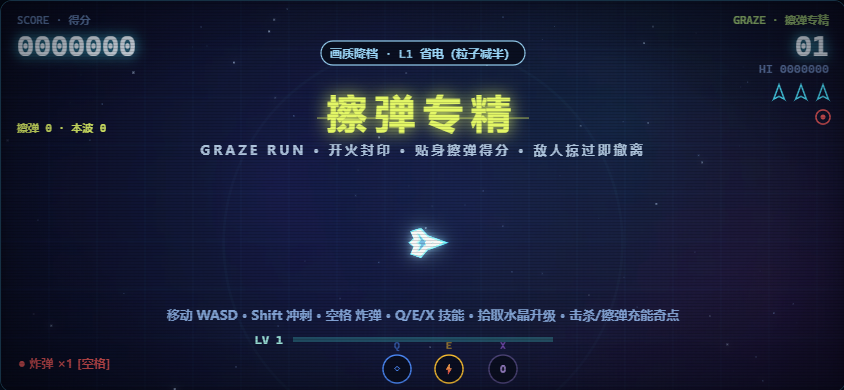 SCORE · 得分
0000000
GRAZE · 擦弹专精
01
HI 0000000
画质降档 · L1 省电（粒子减半）
擦弹专精
擦弹 0 · 本波 0
GRAZE RUN • 开火封印 • 贴身擦弹得分 • 敌人掠过即撤离
移动 WASD • Shift 冲刺 • 空格 炸弹 • Q/E/X 技能 • 拾取水晶升级 • 击杀/擦弹充能奇点
LV 1
Q E X
炸弹 ×1 [空格]
0